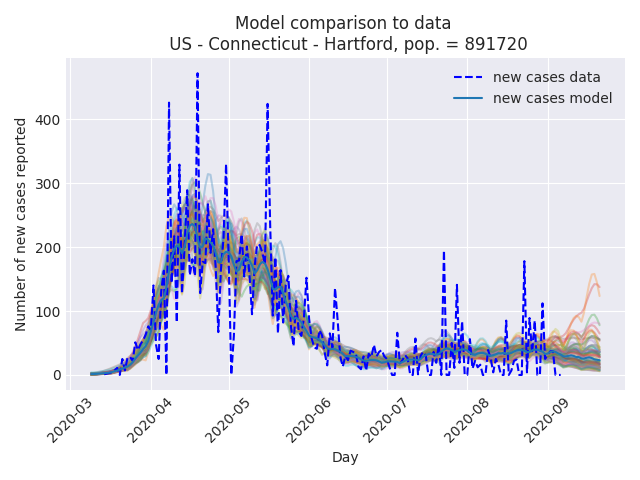 Model comparison to data
US - Connecticut - Hartford, pop. = 891720
new cases data
new cases model
Number of new cases reported
400
300
200
100
0
2020-03
2020-04
2020-05
2020-06
2020-07
2020-08
2020-09
Day